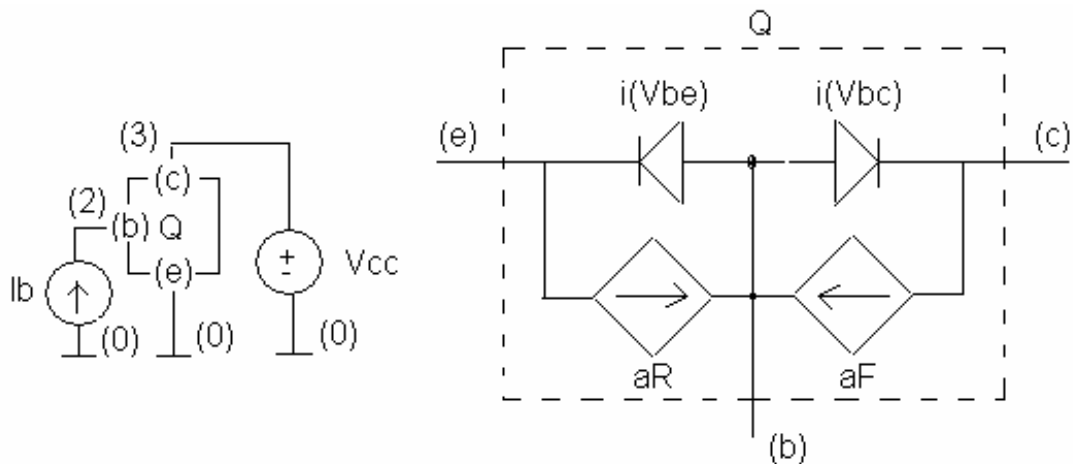 (3)
(c)
(2)
(b) Q
(e)
Ib
+
-
Vcc
(0)
(0)
(0)
Q
i(Vbe)
i(Vbc)
(e)
(c)
aR
aF
(b)